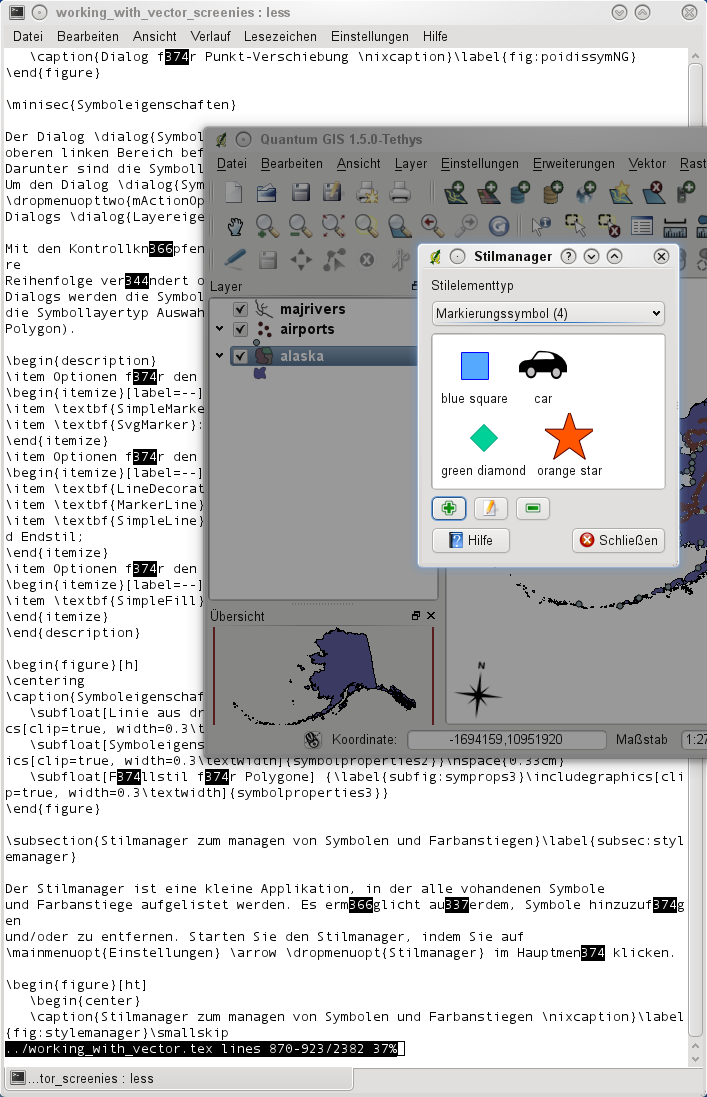 working_with_vector_screenies : less
Datei Bearbeiten Ansicht Verlauf Lesezeichen Einstellungen Hilfe
\caption{Dialog f374r Punkt-Verschiebung \nixcaption}\label{fig:poidissymNG}
\end{figure}
\minisec{Symboleigenschaften}
Der Dialog \dialog{Symbol
oberen linken Bereich bef
Darunter sind die Symboll
Um den Dialog \dialog{Sym
\dropmenuopttwo{mActionOp
Dialogs \dialog{Layereige
Mit den Kontrollkn366pfen
re
Reihenfolge ver344ndert o
Dialogs werden die Symbol
die Symbollayertyp Auswah
Polygon).
\begin{description}
\item Optionen f374r den
\begin{itemize}[label=--]
\item \textbf{SimpleMarke
\item \textbf{SvgMarker}:
\end{itemize}
\item Optionen f374r den
\begin{itemize}[label=--]
\item \textbf{LineDecorat
\item \textbf{MarkerLine}
\item \textbf{SimpleLine}
d Endstil;
\end{itemize}
\item Optionen f374r den
\begin{itemize}[label=--]
\item \textbf{SimpleFill}
\end{itemize}
\end{description}
\begin{figure}[h]
\centering
\caption{Symboleigenschaf
\subfloat[Linie aus dr
cs[clip=true, width=0.3\t
\subfloat[Symboleigens
ics[clip=true, width=0.3\textwidth]{symbolproperties2}}\hspace{0.33cm}
\subfloat[F374llstil f374r Polygone] {\label{subfig:symprops3}\includegraphics[cli
p=true, width=0.3\textwidth]{symbolproperties3}}
\end{figure}
\subsection{Stilmanager zum managen von Symbolen und Farbanstiegen}\label{subsec:styl
emanager}
Der Stilmanager ist eine kleine Applikation, in der alle vohandenen Symbole
und Farbanstiege aufgelistet werden. Es erm366glicht au337erdem, Symbole hinzuzuf374g
en
und/oder zu entfernen. Starten Sie den Stilmanager, indem Sie auf
\mainmenuopt{Einstellungen} \arrow \dropmenuopt{Stilmanager} im Hauptmen374 klicken.
\begin{figure}[ht]
\begin{center}
\caption{Stilmanager zum managen von Symbolen und Farbanstiegen \nixcaption}\label
{fig:stylemanager}\smallskip
../working_with_vector.tex lines 870-923/2382 37%
...tor_screenies : less
Quantum GIS 1.5.0-Tethys
Datei Bearbeiten Ansicht Layer Einstellungen Erweiterungen Vektor Rast
Layer
majrivers
airports
alaska
Übersicht
N
Koordinate: -1694159,10951920 Maßstab 1:27
Stilmanager
Stilelementtyp
Markierungssymbol (4)
blue square car
green diamond orange star
Hilfe Schließen